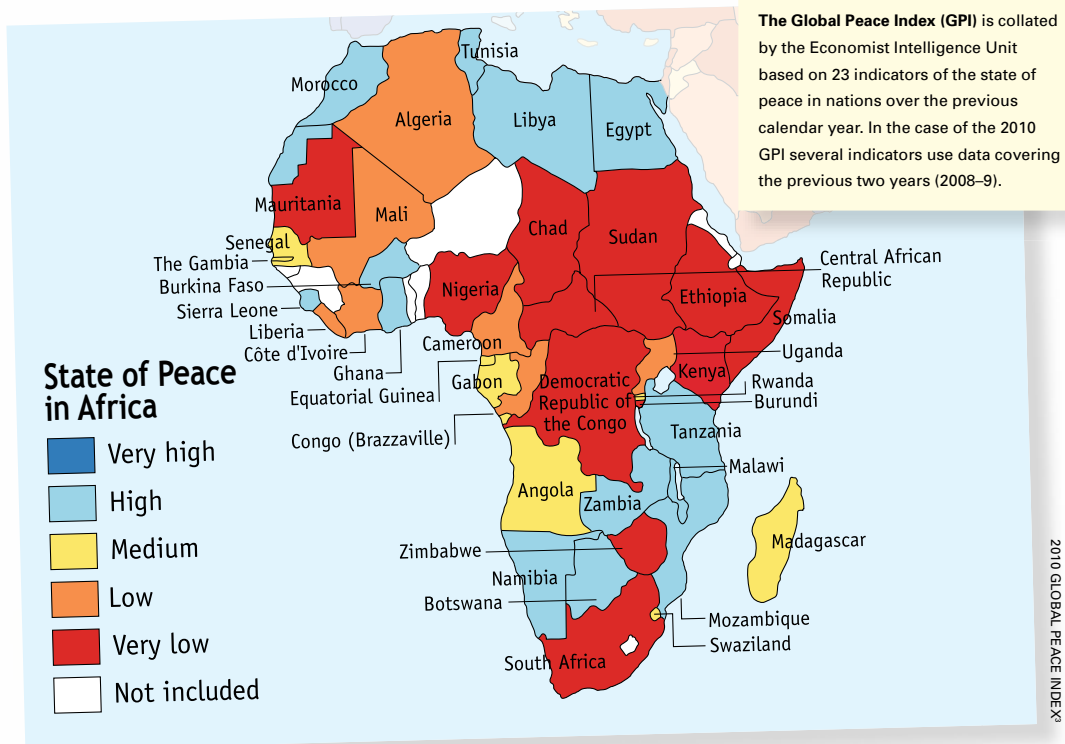 The Global Peace Index (GPI) is collated
by the Economist Intelligence Unit
based on 23 indicators of the state of
peace in nations over the previous
calendar year. In the case of the 2010
GPI several indicators use data covering
the previous two years (2008–9).
Tunisia
Morocco
Algeria
Libya
Egypt
Mauritania
Mali
Chad
Sudan
Senegal
The Gambia
Burkina Faso
Sierra Leone
Liberia
Côte d'Ivoire
Ghana
Nigeria
Cameroon
Equatorial Guinea
Gabon
Congo (Brazzaville)
Central African
Republic
Ethiopia
Somalia
Uganda
Kenya
Rwanda
Burundi
Democratic
Republic of
the Congo
Tanzania
Malawi
Angola
Zambia
Madagascar
Zimbabwe
Namibia
Botswana
Mozambique
Swaziland
South Africa
State of Peace
in Africa
Very high
High
Medium
Low
Very low
Not included
2010 GLOBAL PEACE INDEX³